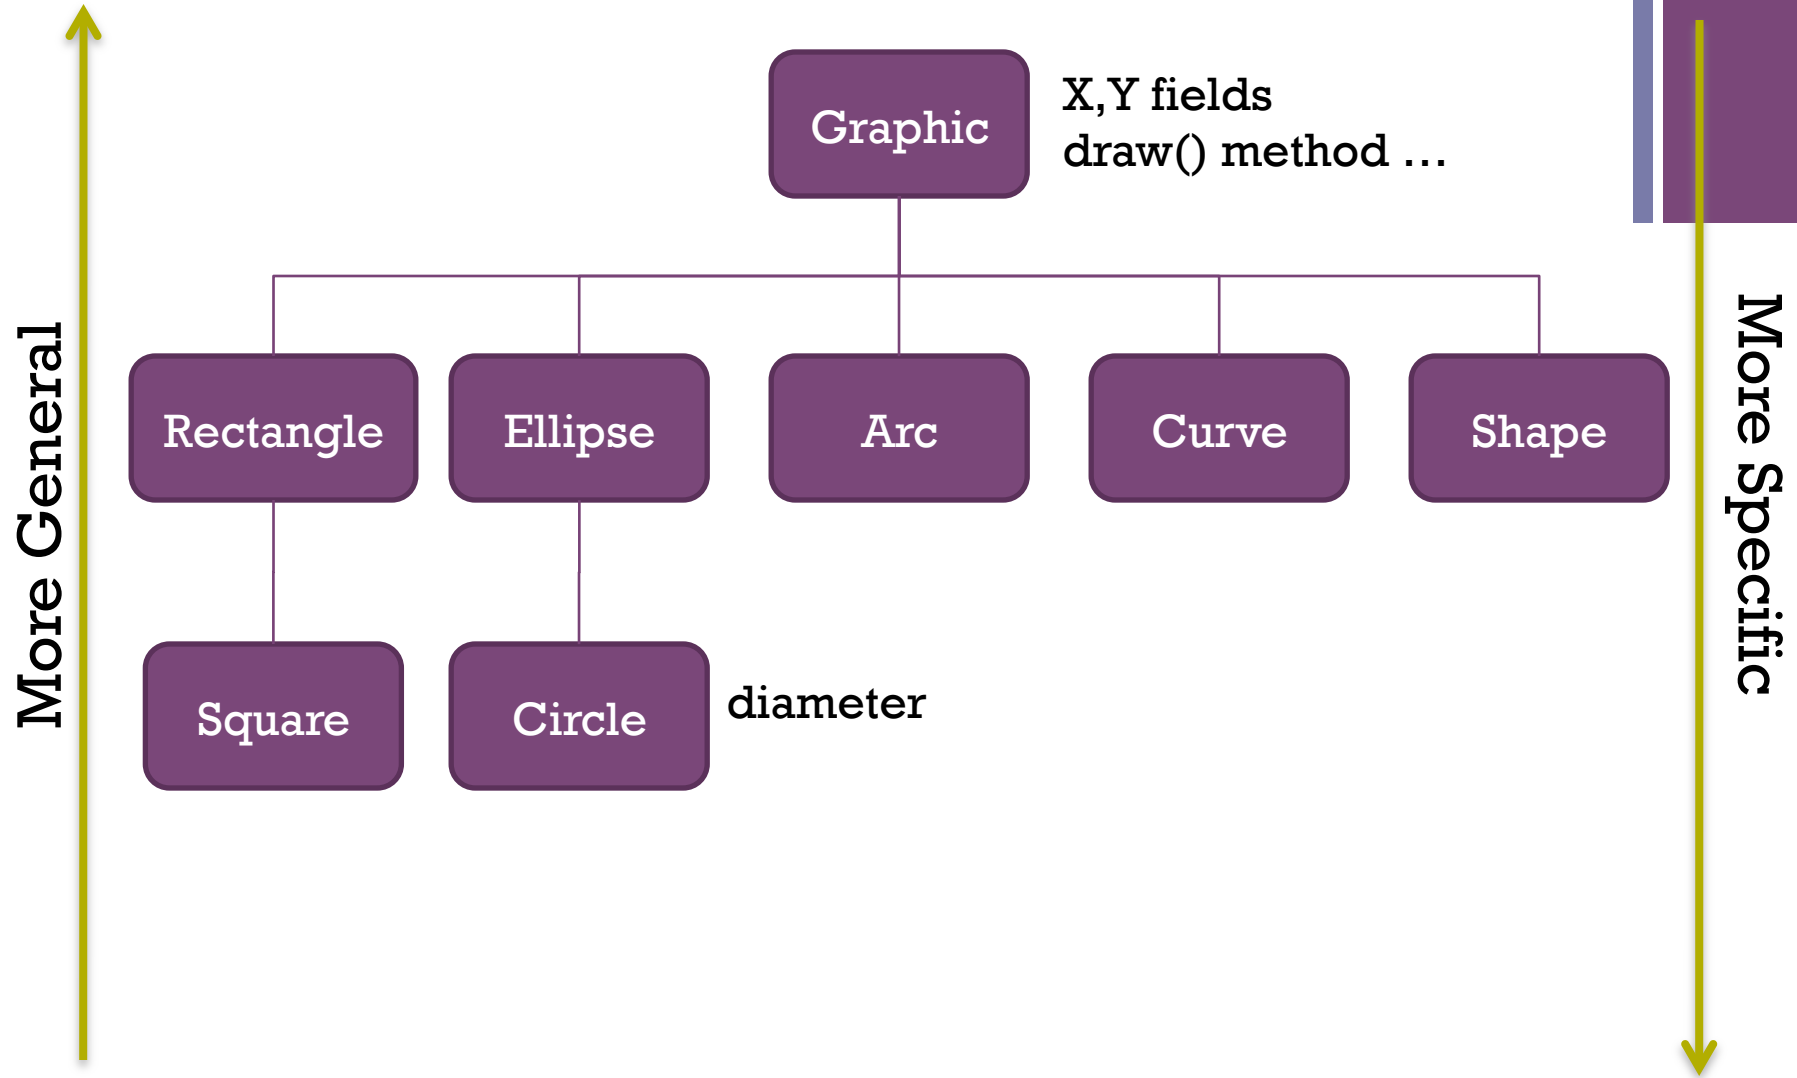 Graphic
X,Y fields
draw() method ...
Rectangle
Ellipse
Arc
Curve
Shape
Square
Circle
diameter
More General
More Specific